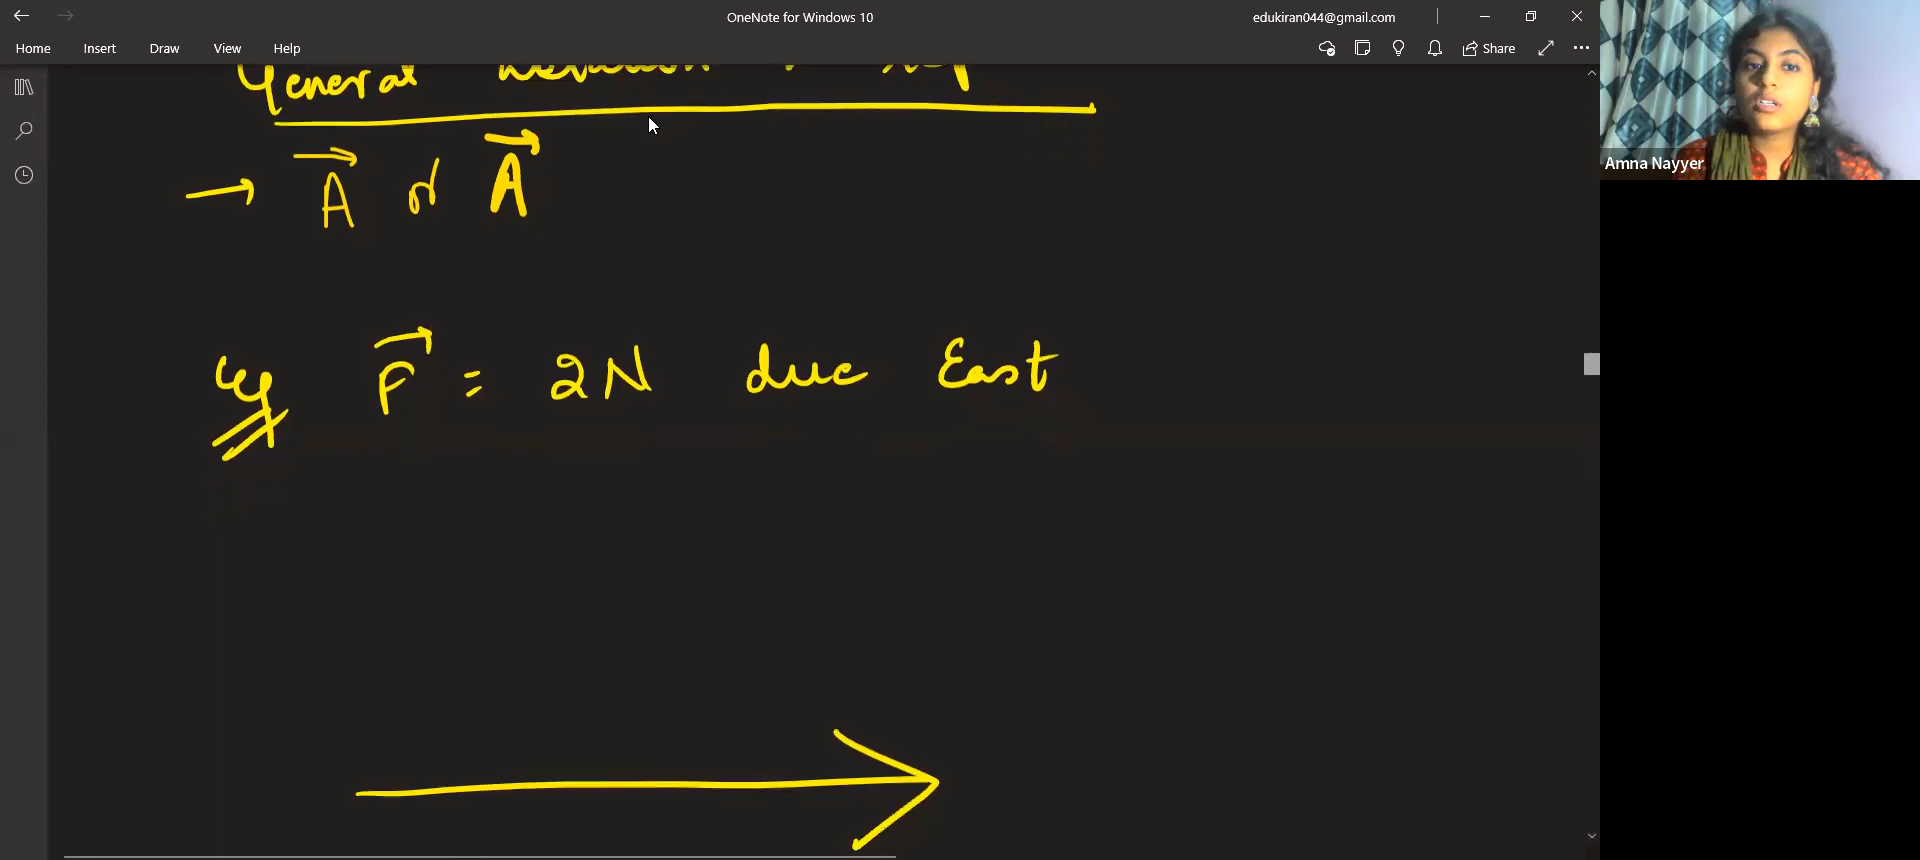 OneNote for Windows 10
edukiran044@gmail.com
Home Insert Draw View Help
Share
Amna Nayyer
General
→ A⃗ or A⃗
eg F⃗ = 2N due East